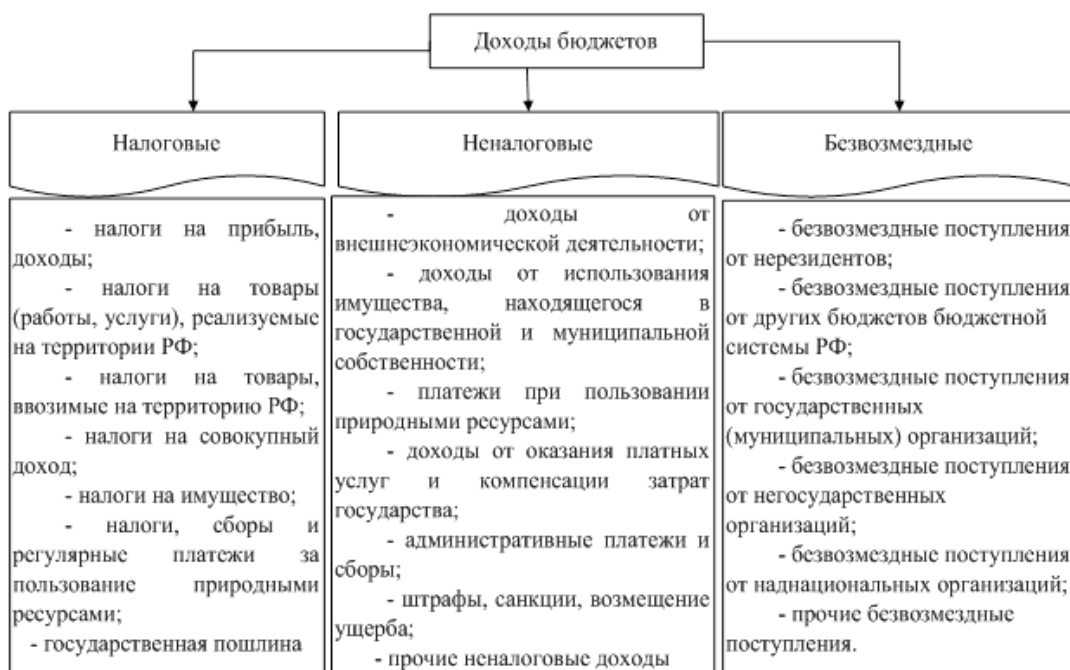 Доходы бюджетов
Налоговые
- налоги на прибыль,
доходы;
- налоги на товары
(работы, услуги), реализуемые
на территории РФ;
- налоги на товары,
ввозимые на территорию РФ;
- налоги на совокупный
доход;
- налоги на имущество;
- налоги, сборы и
регулярные платежи за
пользование природными
ресурсами;
- государственная пошлина
Неналоговые
- доходы от
внешнеэкономической деятельности;
- доходы от использования
имущества, находящегося в
государственной и муниципальной
собственности;
- платежи при пользовании
природными ресурсами;
- доходы от оказания платных
услуг и компенсации затрат
государства;
- административные платежи и
сборы;
- штрафы, санкции, возмещение
ущерба;
- прочие неналоговые доходы
Безвозмездные
- безвозмездные поступления
от нерезидентов;
- безвозмездные поступления
от других бюджетов бюджетной
системы РФ;
- безвозмездные поступления
от государственных
(муниципальных) организаций;
- безвозмездные поступления
от негосударственных
организаций;
- безвозмездные поступления
от наднациональных организаций;
- прочие безвозмездные
поступления.